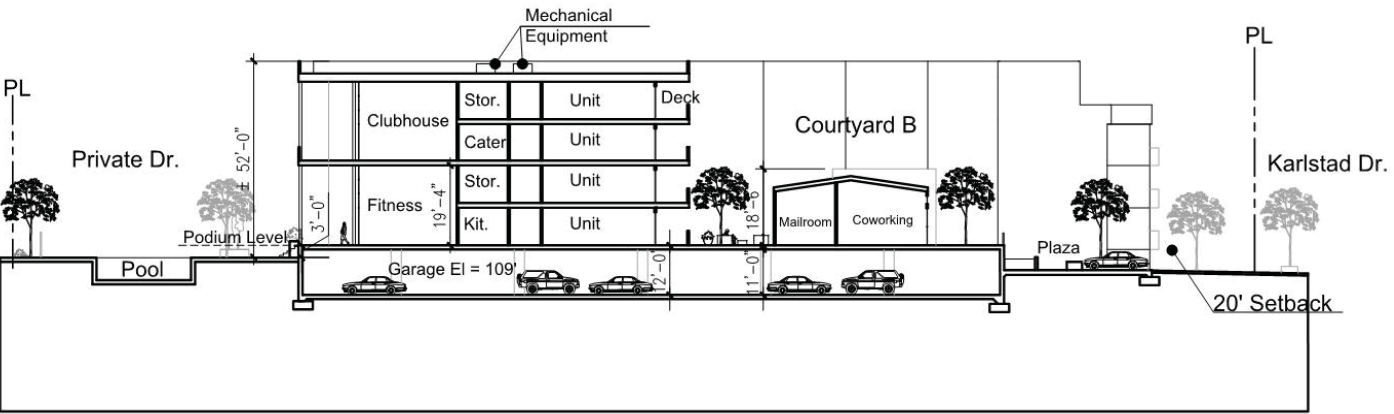 Mechanical
Equipment
PL
PL
Stor.
Unit
Deck
Clubhouse
Courtyard B
Cater
Unit
± 52'-0"
Private Dr.
Karlstad Dr.
Stor.
Unit
Fitness
19'-4"
18'-6
3'-0"
Kit.
Unit
Mailroom
Coworking
Podium Level
Plaza
Pool
Garage El = 109'
12'-0"
11'-0"
20' Setback